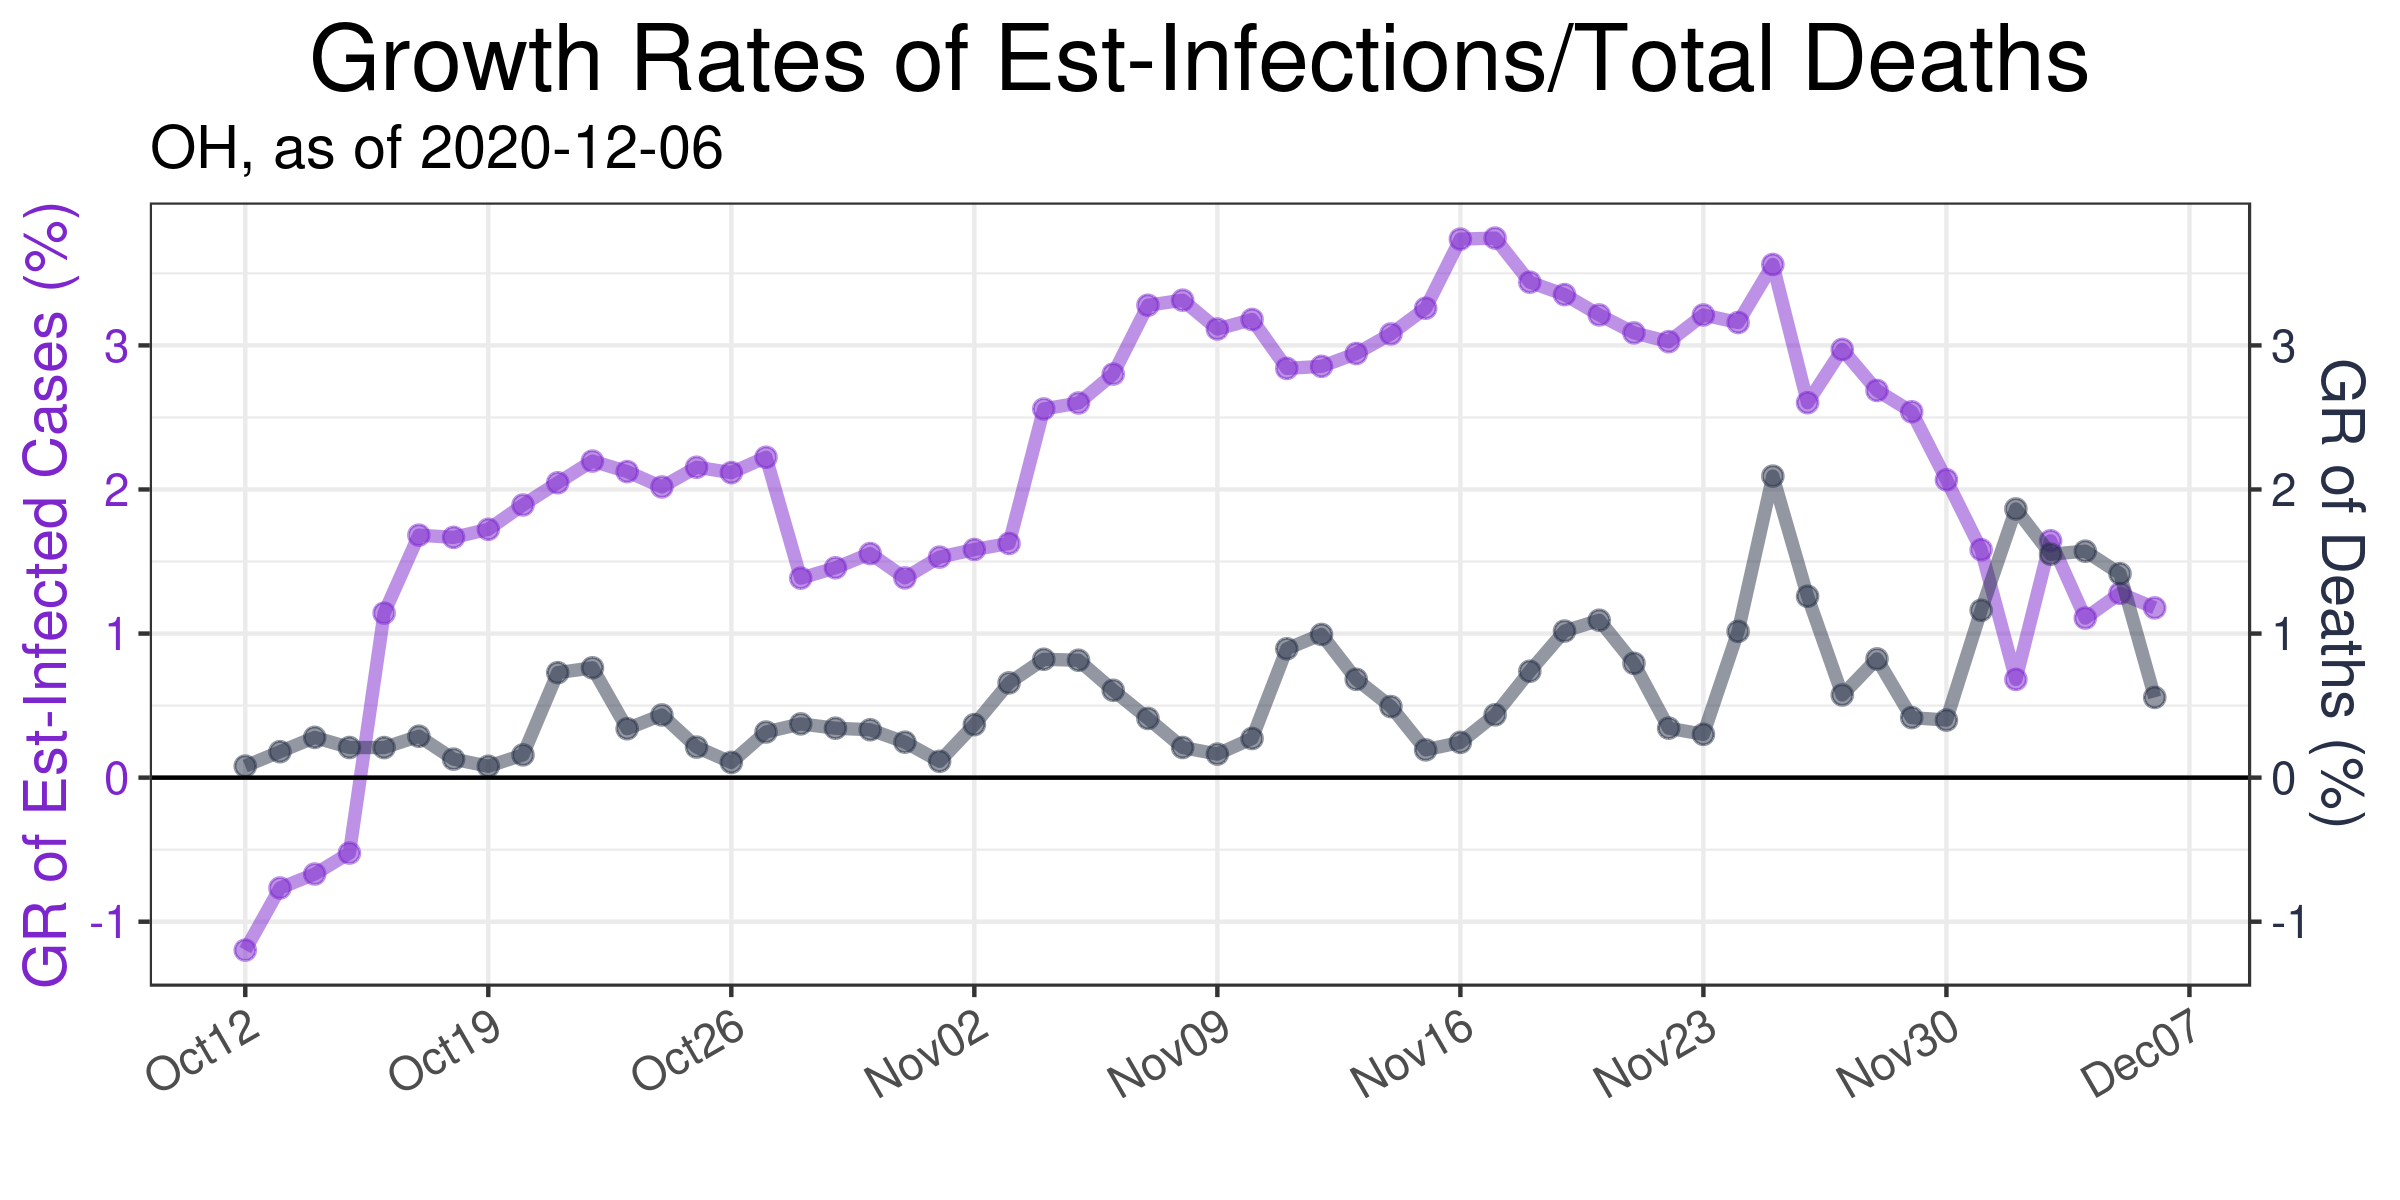 Growth Rates of Est-Infections/Total Deaths
OH, as of 2020-12-06
GR of Est-Infected Cases (%)
3
2
1
0
-1
3
2
1
0
-1
GR of Deaths (%)
Oct12
Oct19
Oct26
Nov02
Nov09
Nov16
Nov23
Nov30
Dec07